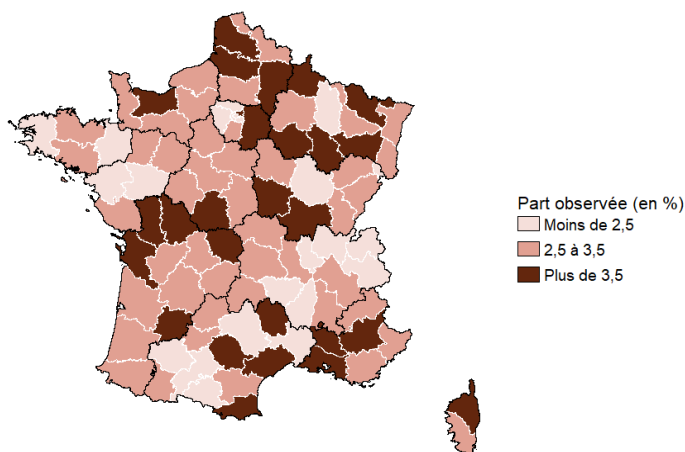 Part observée (en %)
Moins de 2,5
2,5 à 3,5
Plus de 3,5